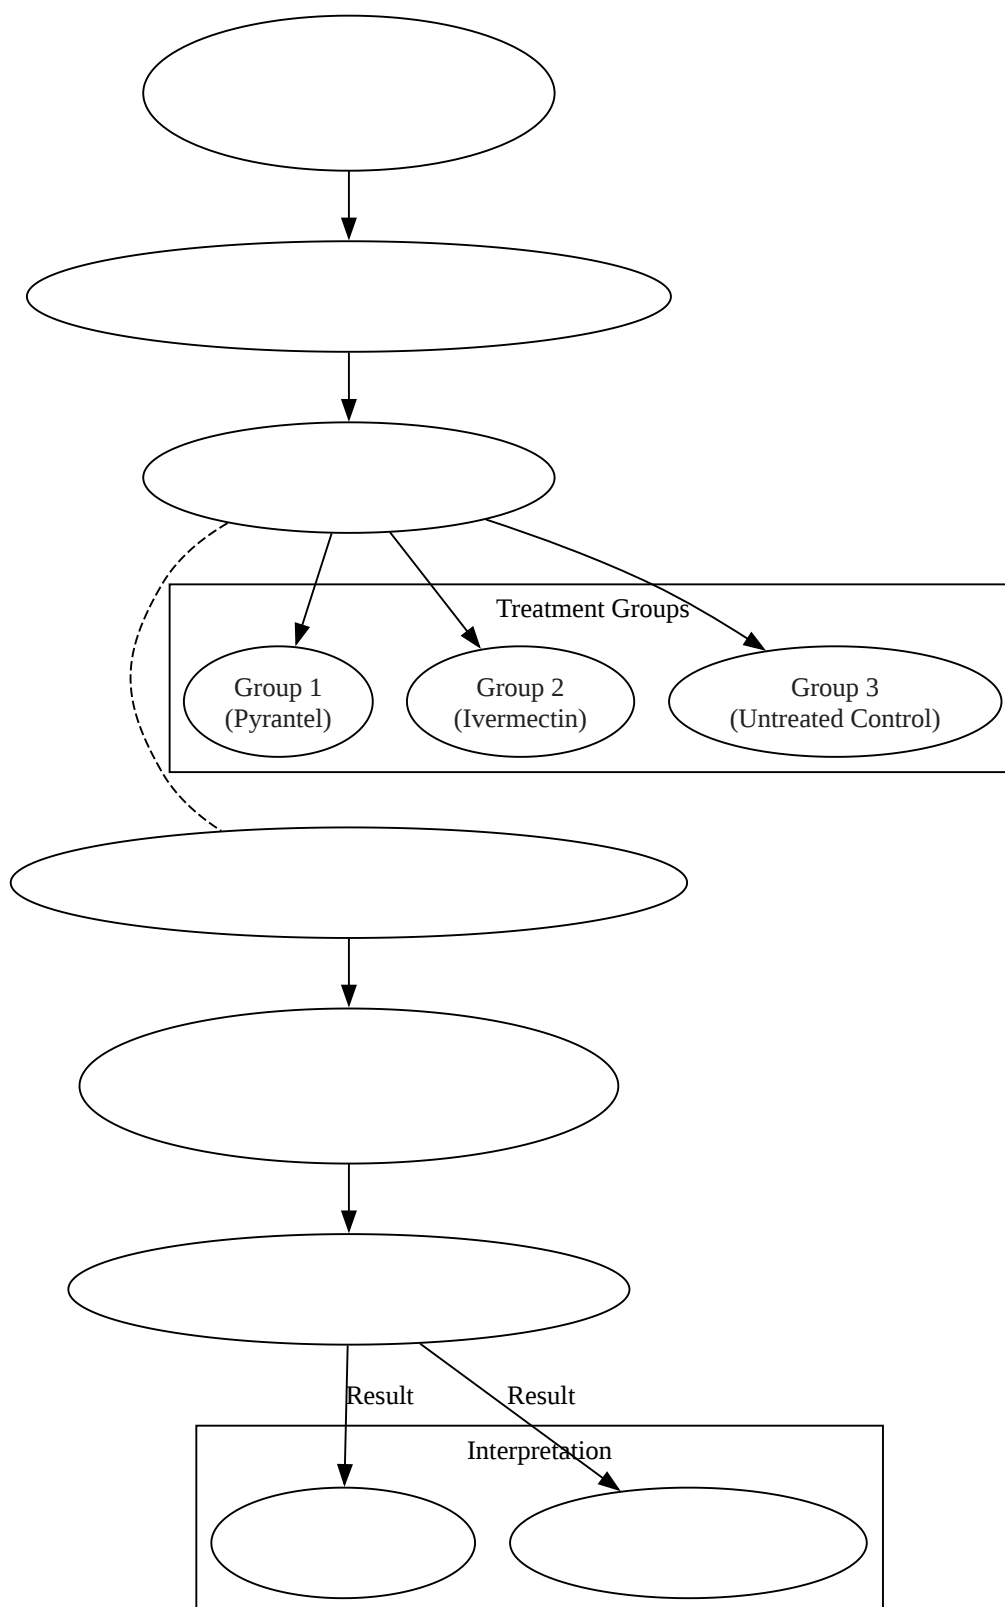 Treatment Groups
Group 1
(Pyrantel)
Group 2
(Ivermectin)
Group 3
(Untreated Control)
Result
Result
Interpretation